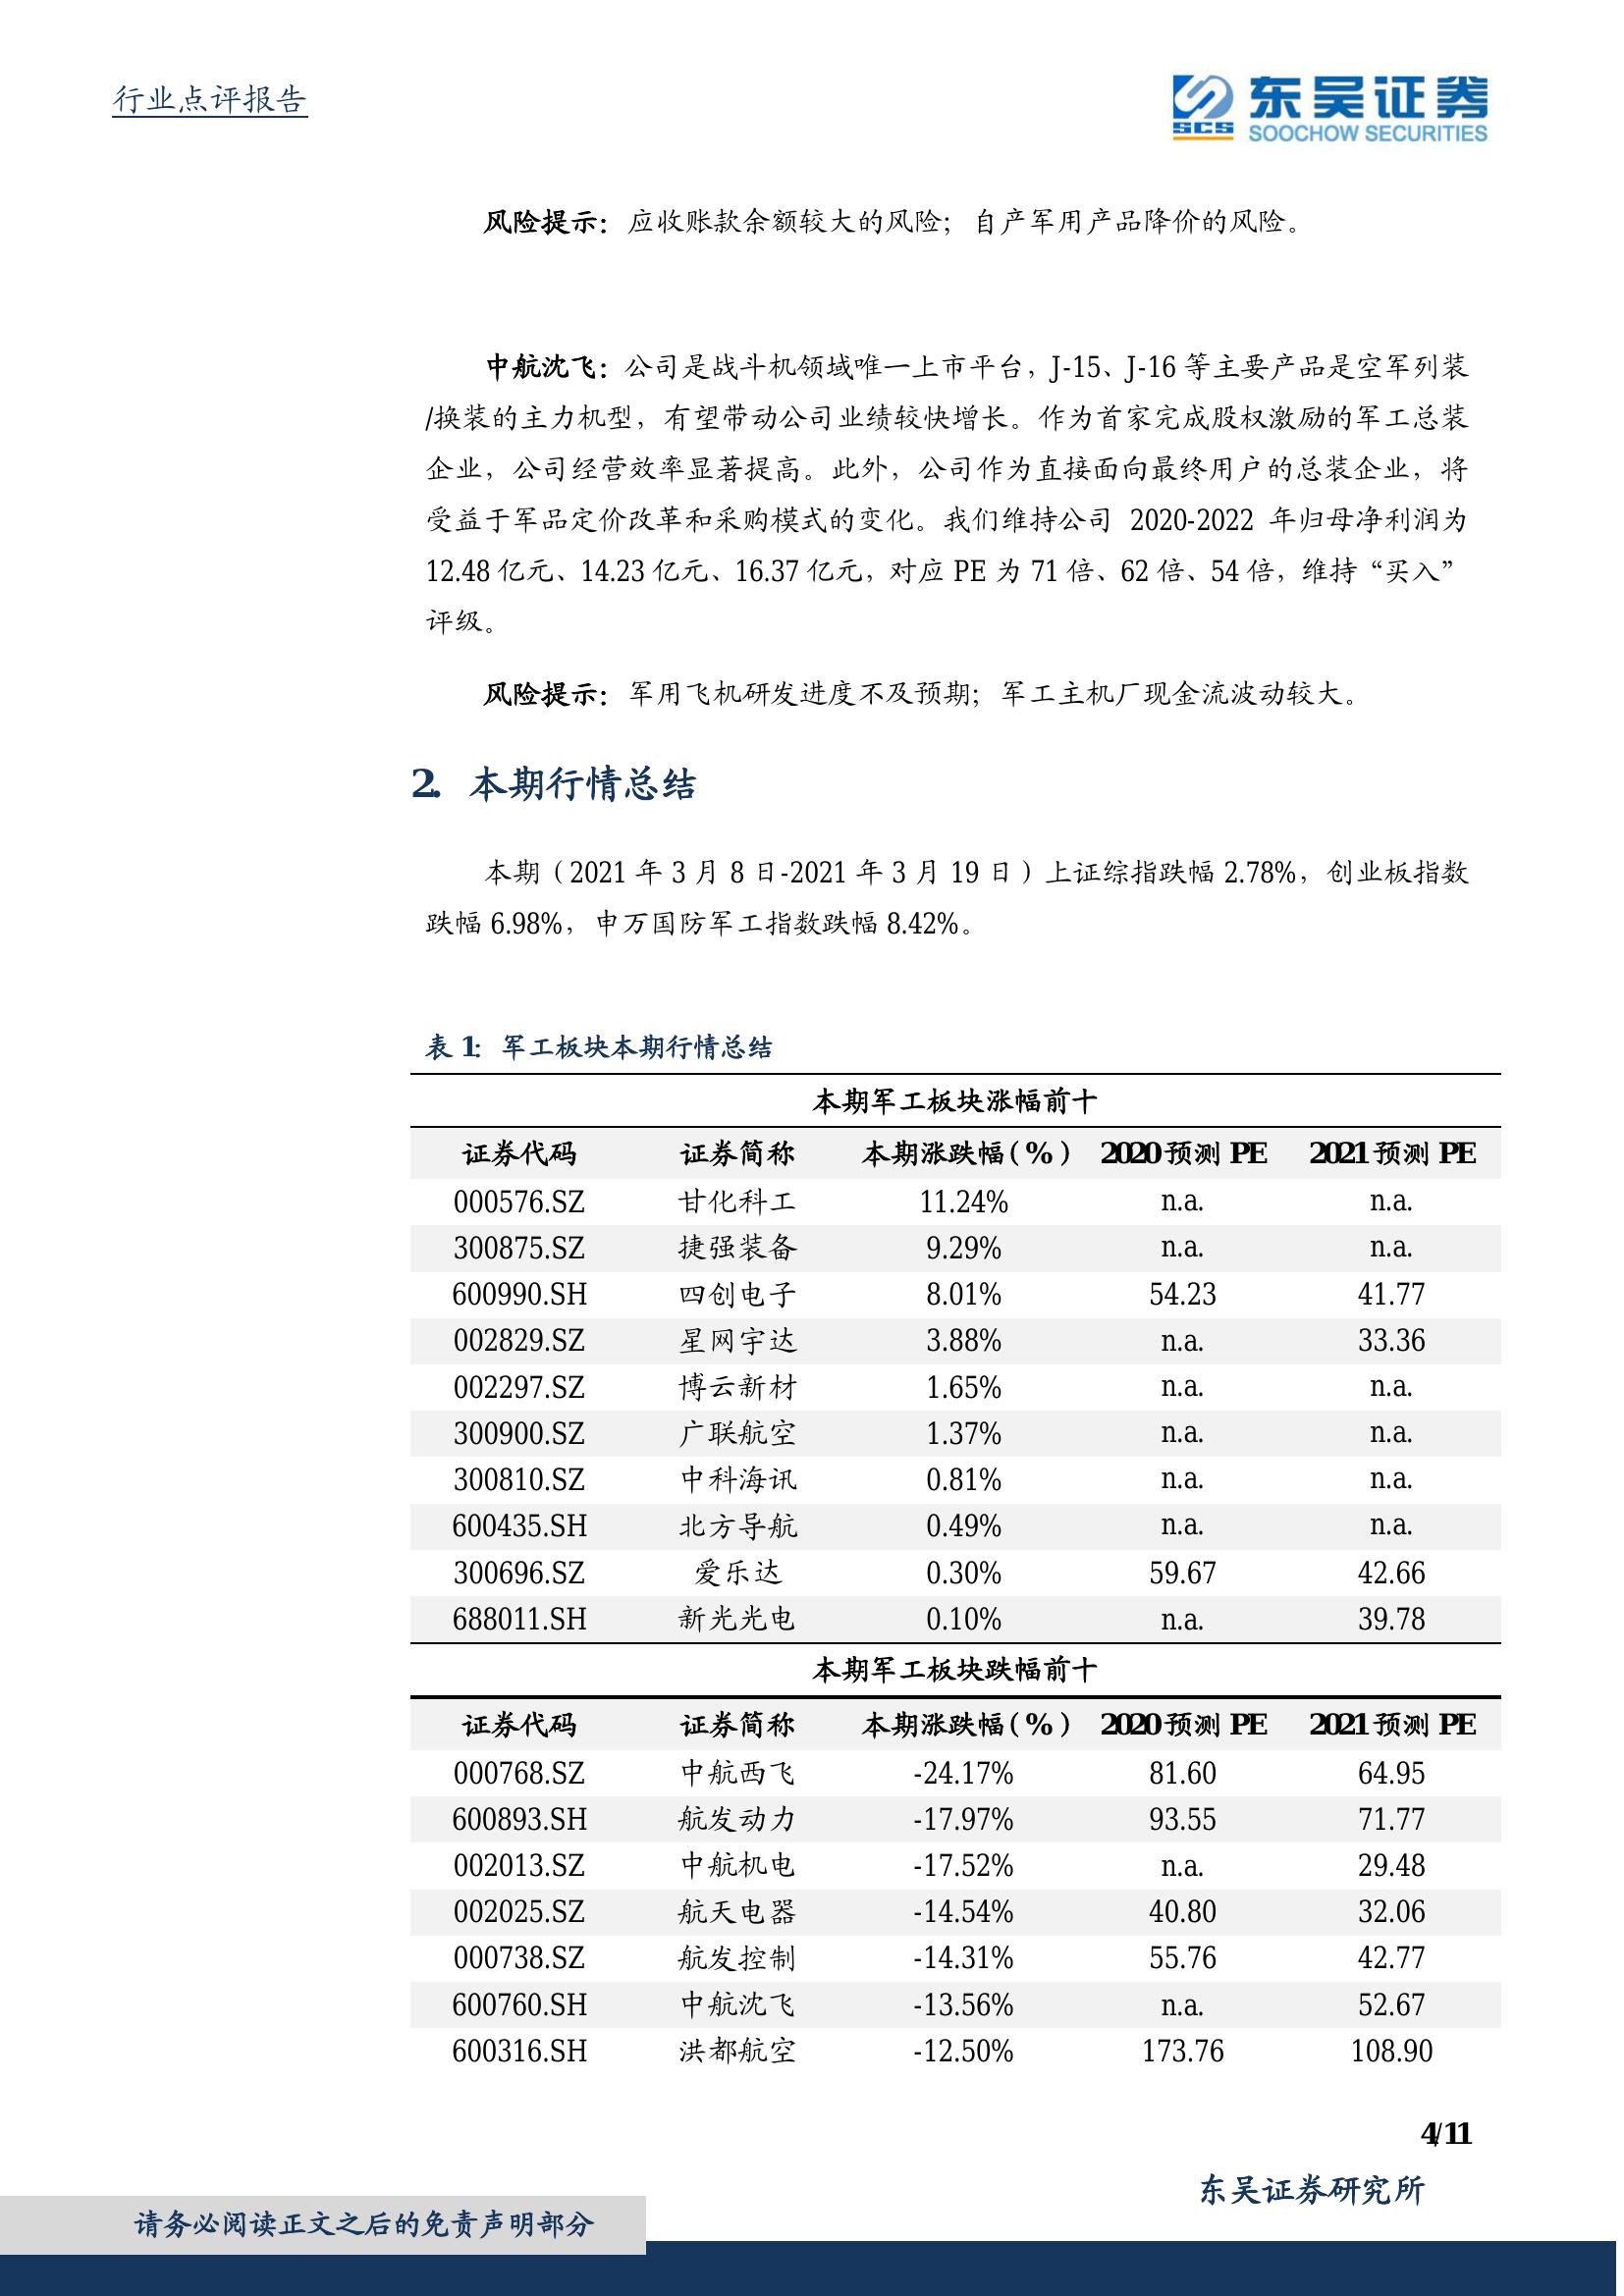 行业点评报告
SCS 东吴证券
SOOCHOW SECURITIES
风险提示：应收账款余额较大的风险；自产军用产品降价的风险。
中航沈飞：公司是战斗机领域唯一上市平台，J-15、J-16 等主要产品是空军列装
/换装的主力机型，有望带动公司业绩较快增长。作为首家完成股权激励的军工总装
企业，公司经营效率显著提高。此外，公司作为直接面向最终用户的总装企业，将
受益于军品定价改革和采购模式的变化。我们维持公司 2020-2022 年归母净利润为
12.48 亿元、14.23 亿元、16.37 亿元，对应 PE 为 71 倍、62 倍、54 倍，维持“买入”
评级。
风险提示：军用飞机研发进度不及预期；军工主机厂现金流波动较大。
2. 本期行情总结
本期（2021 年 3 月 8 日-2021 年 3 月 19 日）上证综指跌幅 2.78%，创业板指数
跌幅 6.98%，申万国防军工指数跌幅 8.42%。
表 1：军工板块本期行情总结
本期军工板块涨幅前十
证券代码 证券简称 本期涨跌幅(%) 2020 预测 PE 2021 预测 PE
000576.SZ 甘化科工 11.24% n.a. n.a.
300875.SZ 捷强装备 9.29% n.a. n.a.
600990.SH 四创电子 8.01% 54.23 41.77
002829.SZ 星网宇达 3.88% n.a. 33.36
002297.SZ 博云新材 1.65% n.a. n.a.
300900.SZ 广联航空 1.37% n.a. n.a.
300810.SZ 中科海讯 0.81% n.a. n.a.
600435.SH 北方导航 0.49% n.a. n.a.
300696.SZ 爱乐达 0.30% 59.67 42.66
688011.SH 新光光电 0.10% n.a. 39.78
本期军工板块跌幅前十
证券代码 证券简称 本期涨跌幅(%) 2020 预测 PE 2021 预测 PE
000768.SZ 中航西飞 -24.17% 81.60 64.95
600893.SH 航发动力 -17.97% 93.55 71.77
002013.SZ 中航机电 -17.52% n.a. 29.48
002025.SZ 航天电器 -14.54% 40.80 32.06
000738.SZ 航发控制 -14.31% 55.76 42.77
600760.SH 中航沈飞 -13.56% n.a. 52.67
600316.SH 洪都航空 -12.50% 173.76 108.90
4/11
东吴证券研究所
请务必阅读正文之后的免责声明部分